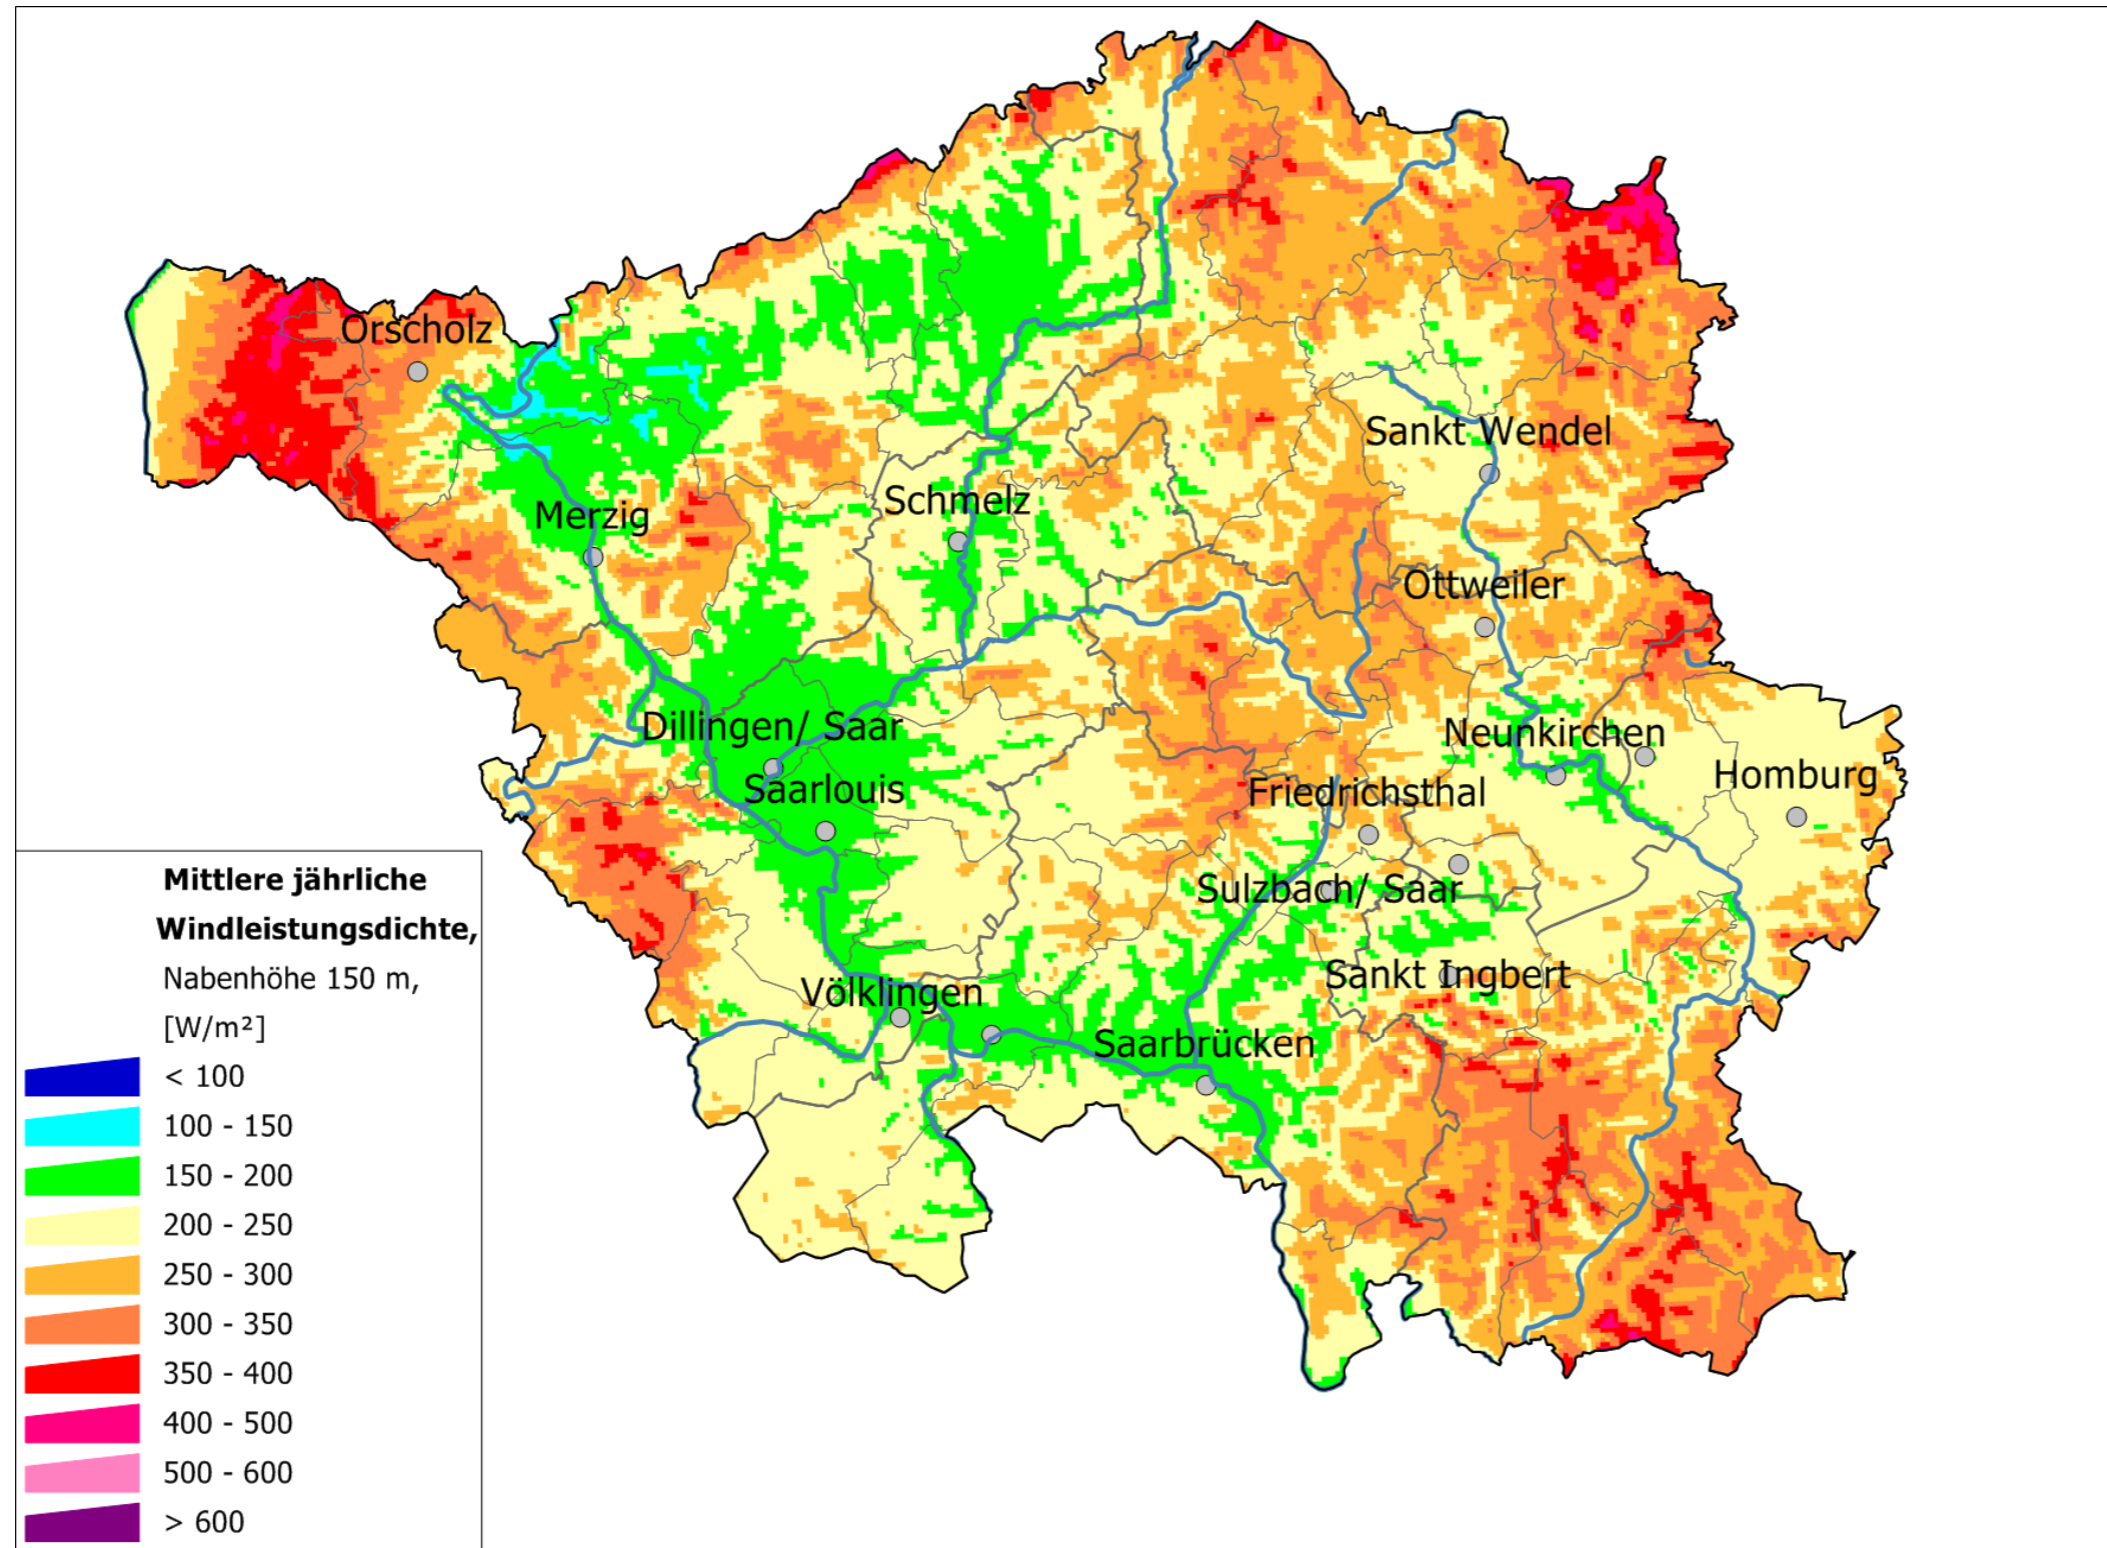 Orscholz
Sankt Wendel
Schmelz
Merzig
Ottweiler
Dillingen/ Saar
Neunkirchen
Homburg
Saarlouis
Friedrichsthal
Sulzbach/ Saar
Sankt Ingbert
Völklingen
Saarbrücken
Mittlere jährliche
Windleistungsdichte,
Nabenhöhe 150 m,
[W/m²]
< 100
100 - 150
150 - 200
200 - 250
250 - 300
300 - 350
350 - 400
400 - 500
500 - 600
> 600